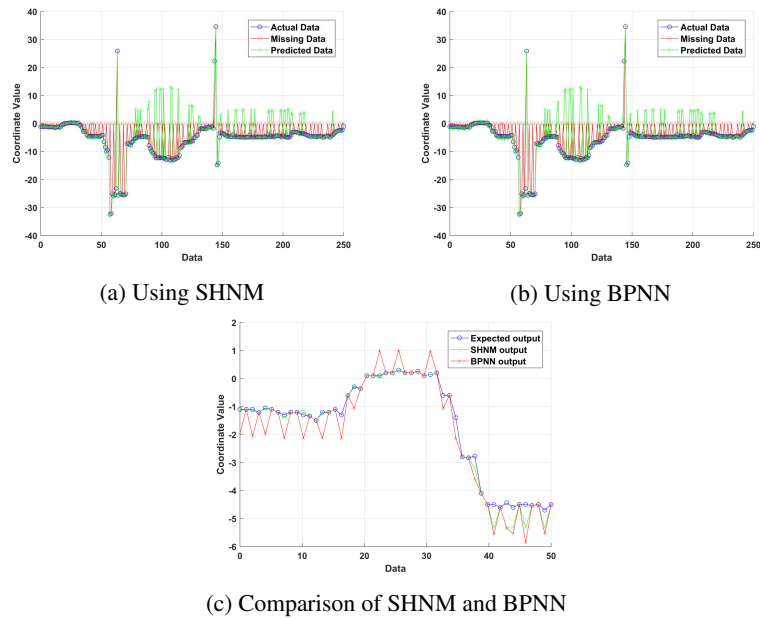 40
30
20
10
0
-10
-20
-30
-40
Coordinate Value
0 50 100 150 200 250
Data
Actual Data
Missing Data
Predicted Data
(a) Using SHNM
40
30
20
10
0
-10
-20
-30
-40
Coordinate Value
0 50 100 150 200 250
Data
Actual Data
Missing Data
Predicted Data
(b) Using BPNN
2
1
0
-1
-2
-3
-4
-5
-6
Coordinate Value
0 10 20 30 40 50
Data
Expected output
SHNM output
BPNN output
(c) Comparison of SHNM and BPNN